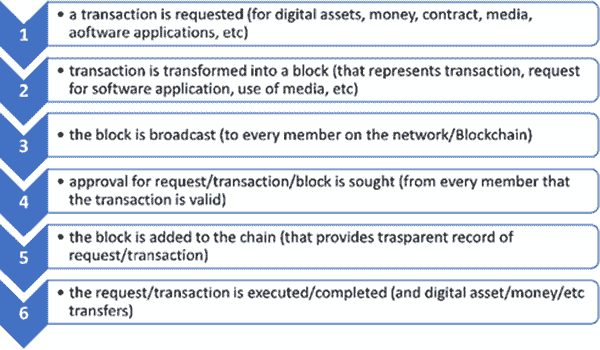 1
• a transaction is requested (for digital assets, money, contract, media,
aoftware applications, etc)
2
• transaction is transformed into a block (that represents transaction, request
for software application, use of media, etc)
3
• the block is broadcast (to every member on the network/Blockchain)
4
• approval for request/transaction/block is sought (from every member that
the transaction is valid)
5
• the block is added to the chain (that provides trasparent record of
request/transaction)
6
• the request/transaction is executed/completed (and digital asset/money/etc
transfers)